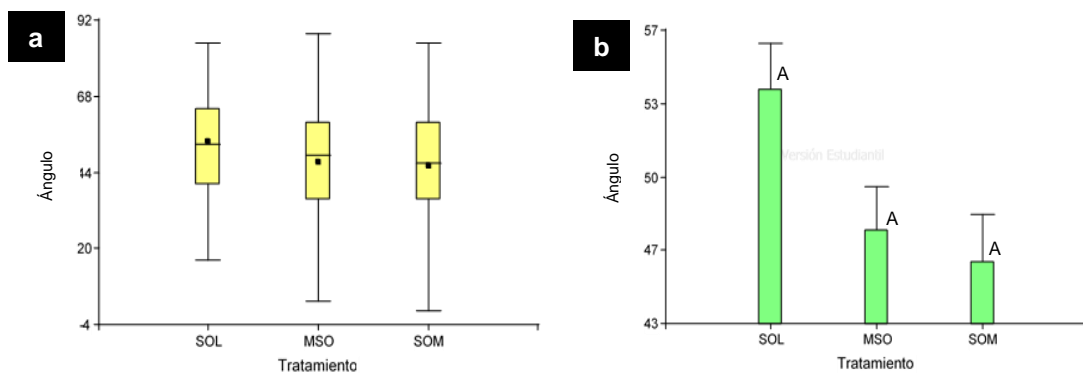 a
92
68
44
20
-4
Ángulo
SOL
MSO
SOM
Tratamiento
b
57
53
50
47
43
Ángulo
A
A
A
Versión Estudiantil
SOL
MSO
SOM
Tratamiento